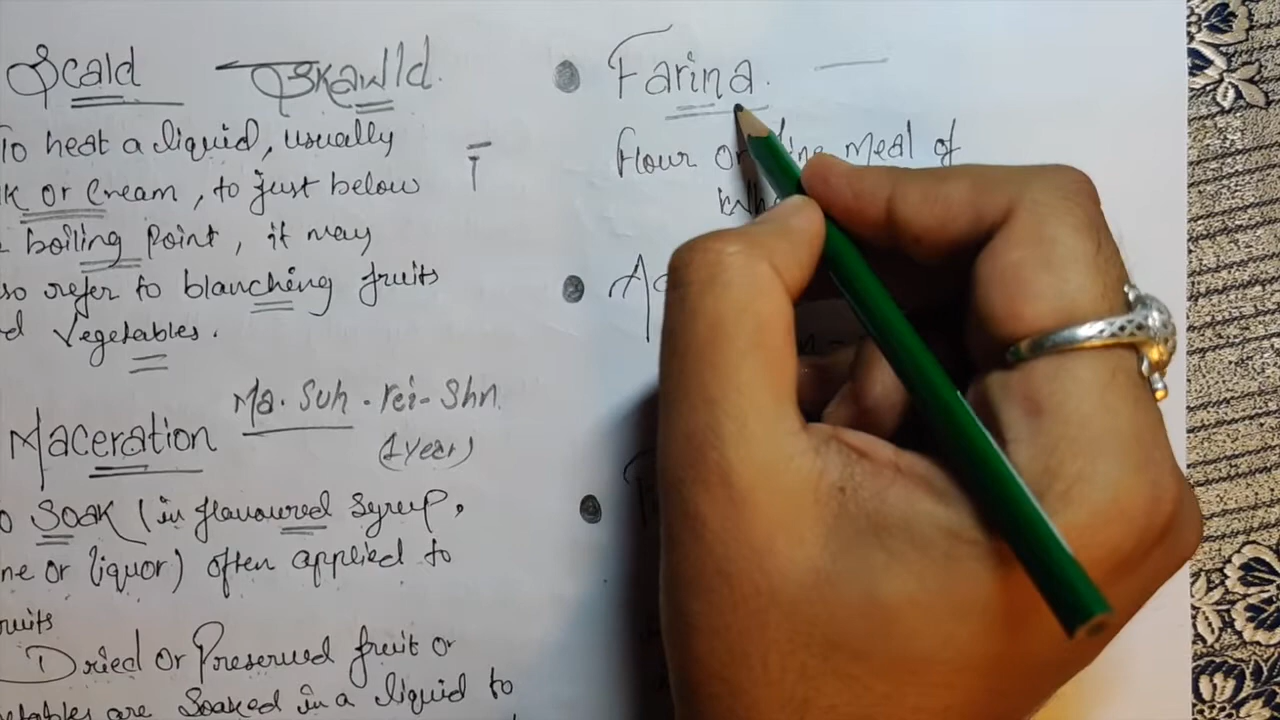 Scald Skawld.
To heat a liquid, usually
or Cream, to just below
boiling point, it may
refer to blanching fruits
Vegetables.
Maceration Ma. Suh - rei - Shn.
(1 year)
Soak (in flavoured Syrup,
or liquor) often applied to
Dried or Preserved fruit or
are Soaked in a liquid to
Farina.
Flour or meal of